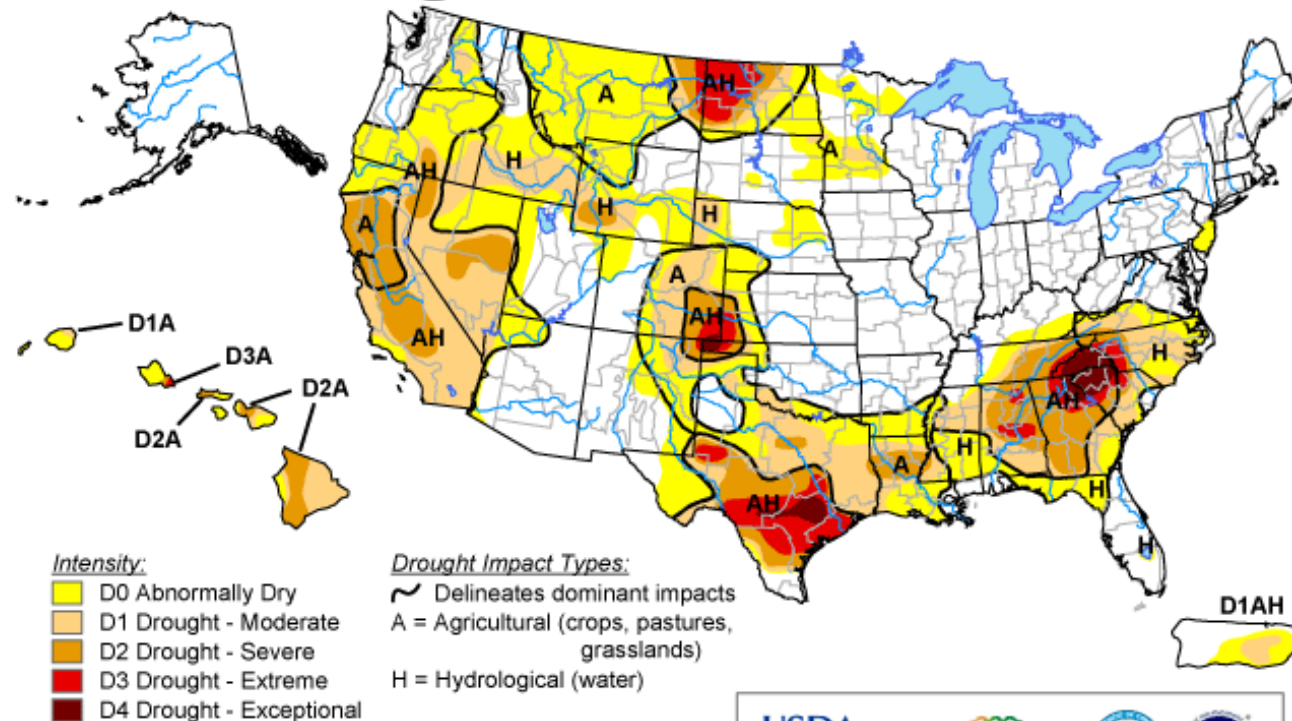 AH
A
A
H
AH
H
H
A
A
AH
AH
H
AH
A
H
H
H
AH
D1A
D3A
D2A
D2A
D1AH
Intensity:
D0 Abnormally Dry
D1 Drought - Moderate
D2 Drought - Severe
D3 Drought - Extreme
D4 Drought - Exceptional
Drought Impact Types:
Delineates dominant impacts
A = Agricultural (crops, pastures,
grasslands)
H = Hydrological (water)
USDA